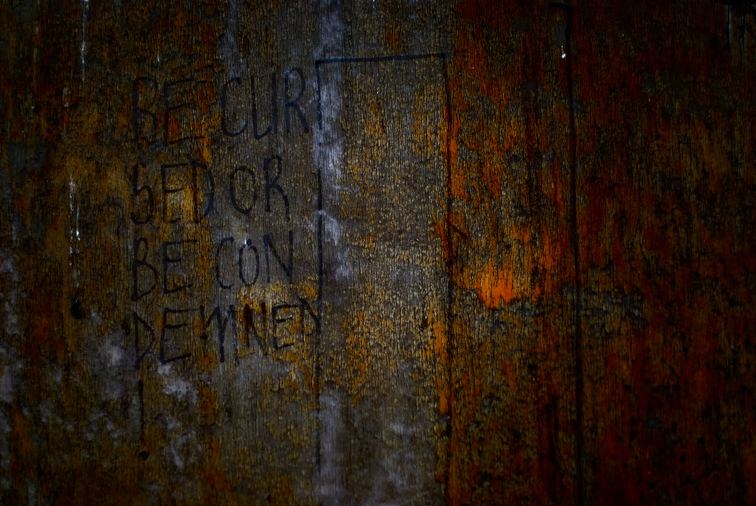 BE CUR
SED OR
BE CON
DEMNED